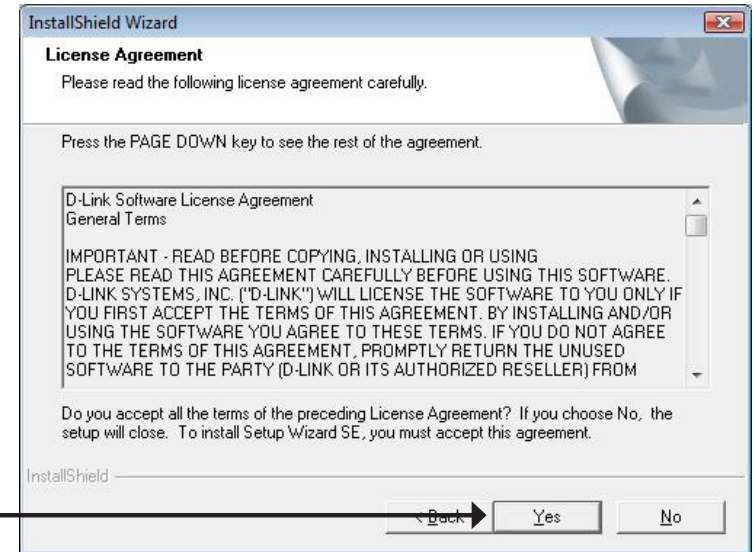 InstallShield Wizard
License Agreement
Please read the following license agreement carefully.
Press the PAGE DOWN key to see the rest of the agreement.
D-Link Software License Agreement
General Terms
IMPORTANT - READ BEFORE COPYING, INSTALLING OR USING
PLEASE READ THIS AGREEMENT CAREFULLY BEFORE USING THIS SOFTWARE.
D-LINK SYSTEMS, INC. ("D-LINK") WILL LICENSE THE SOFTWARE TO YOU ONLY IF
YOU FIRST ACCEPT THE TERMS OF THIS AGREEMENT. BY INSTALLING AND/OR
USING THE SOFTWARE YOU AGREE TO THESE TERMS. IF YOU DO NOT AGREE
TO THE TERMS OF THIS AGREEMENT, PROMPTLY RETURN THE UNUSED
SOFTWARE TO THE PARTY (D-LINK OR ITS AUTHORIZED RESELLER) FROM
Do you accept all the terms of the preceding License Agreement? If you choose No, the
setup will close. To install Setup Wizard SE, you must accept this agreement.
InstallShield
< Back Yes No